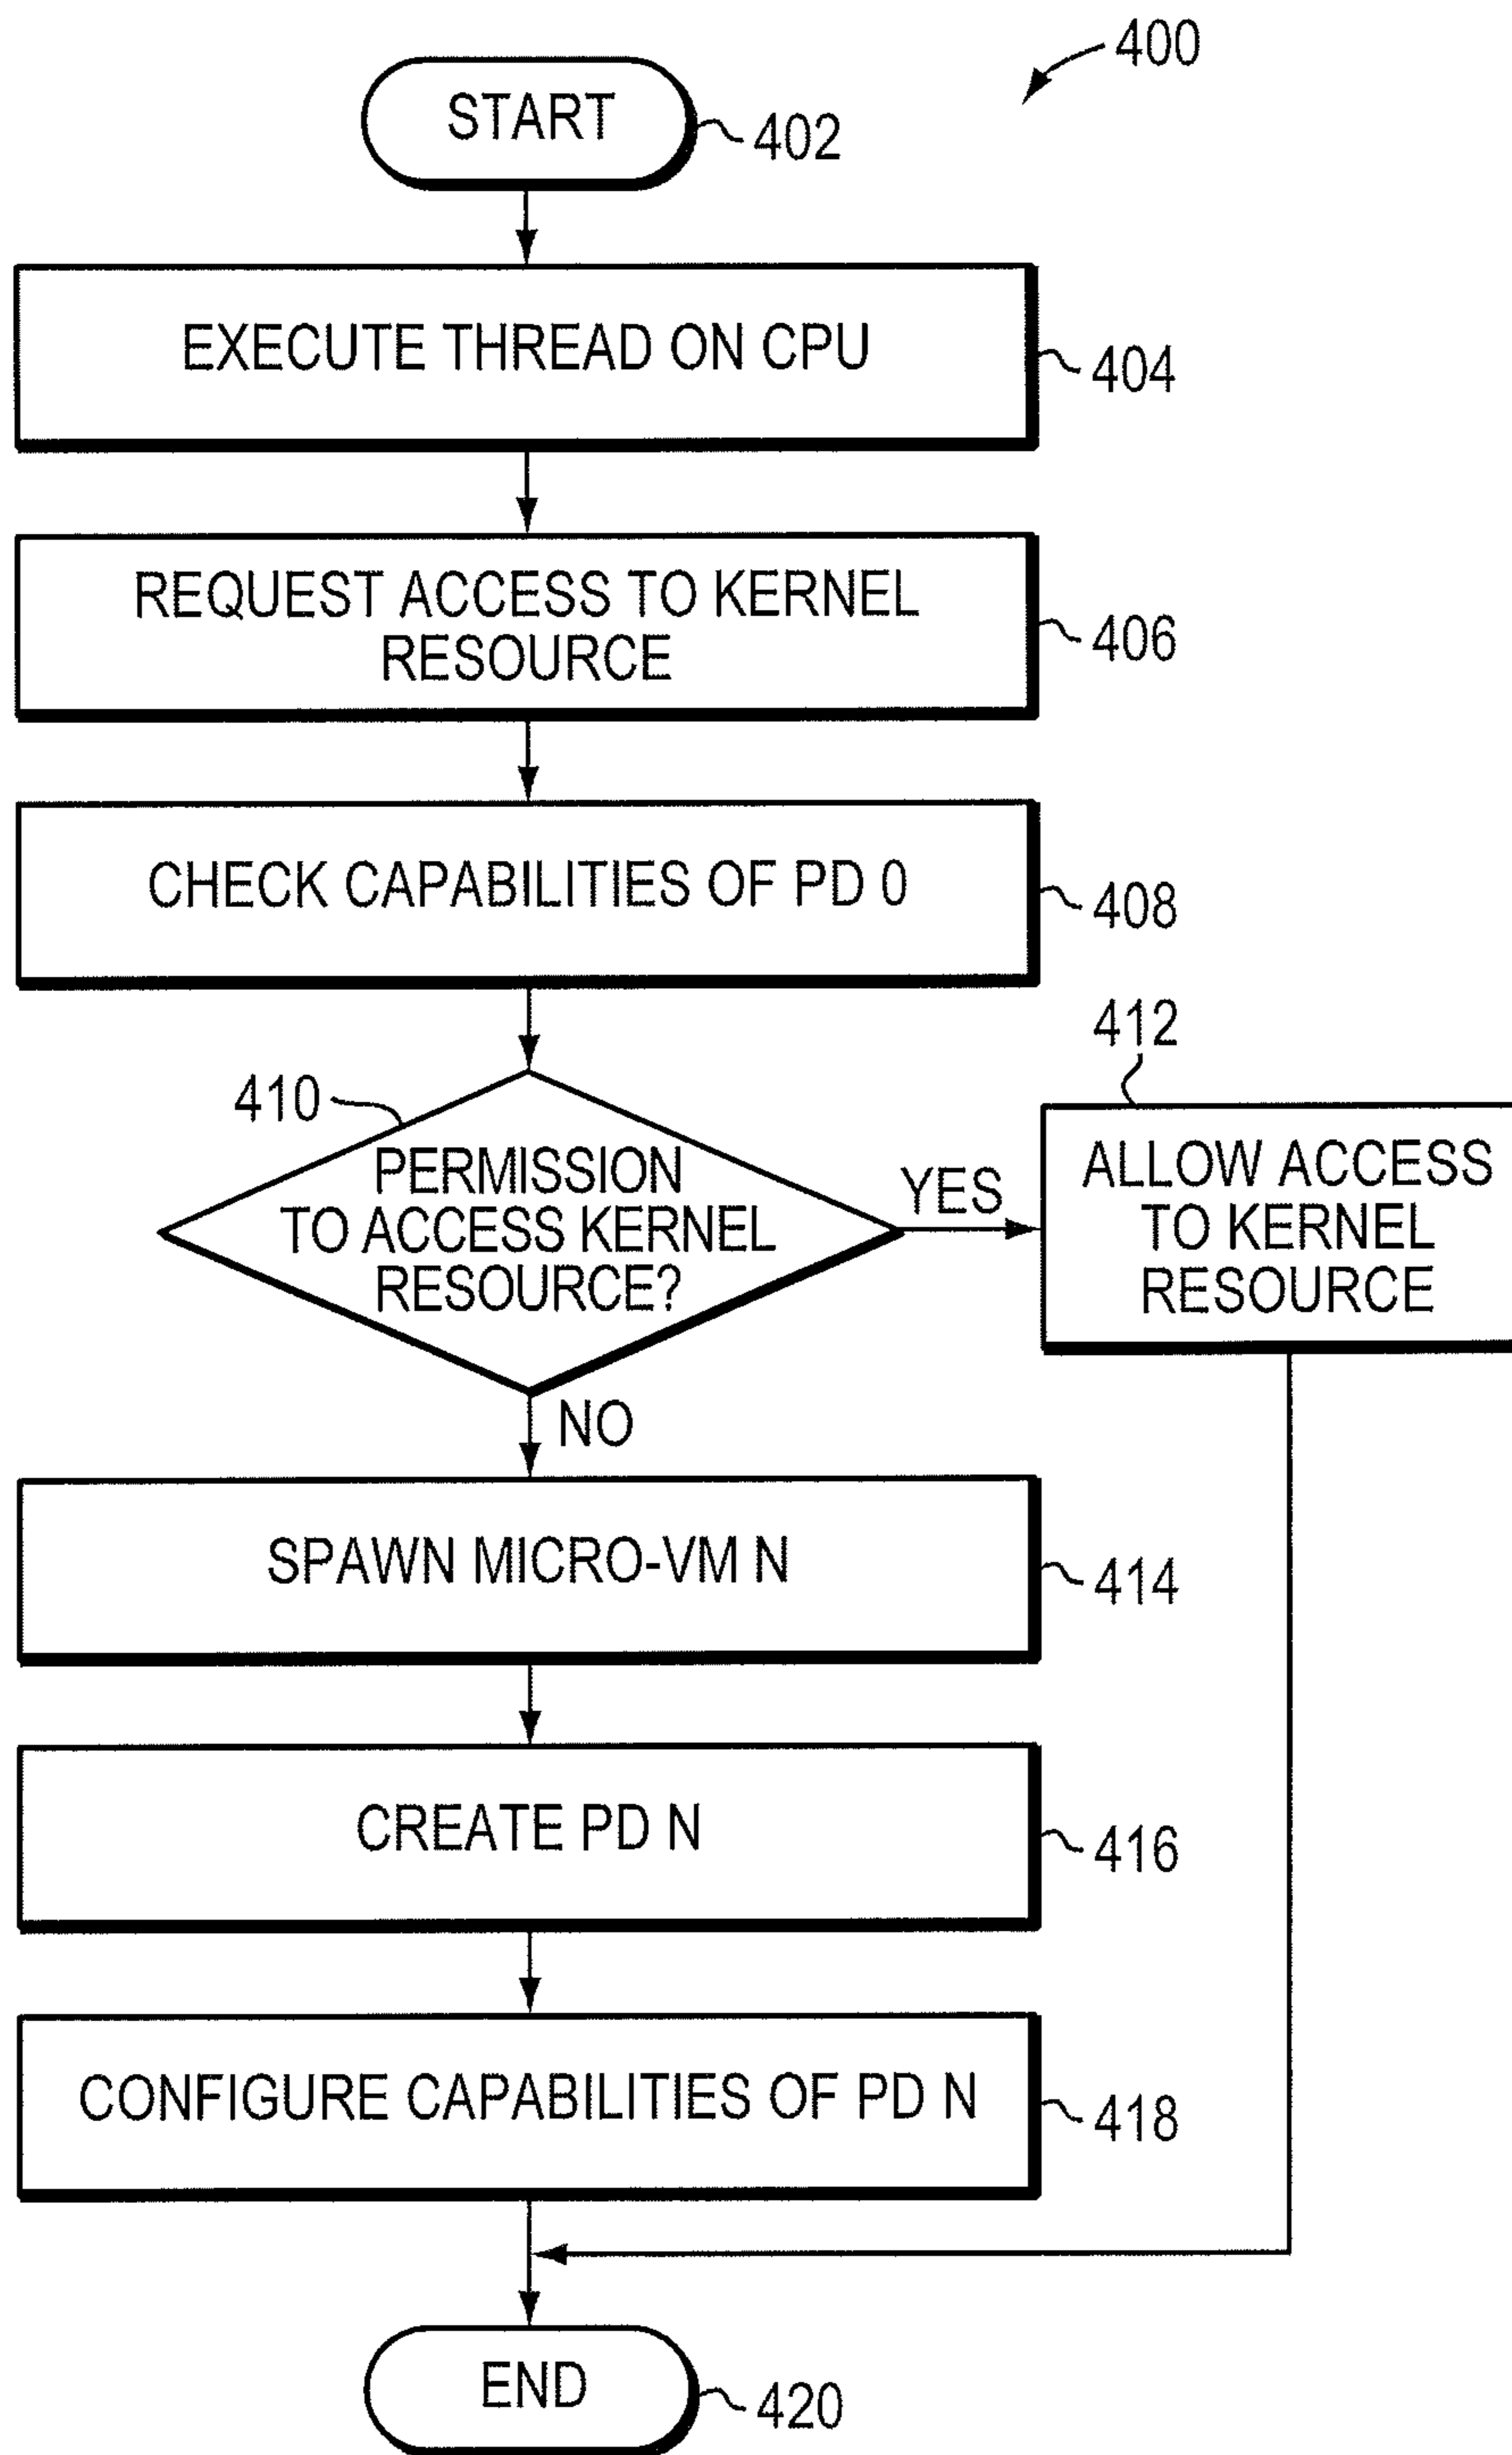 400
START
402
EXECUTE THREAD ON CPU
404
REQUEST ACCESS TO KERNEL
RESOURCE
406
CHECK CAPABILITIES OF PD 0
408
410
PERMISSION
TO ACCESS KERNEL
RESOURCE?
YES
412
ALLOW ACCESS
TO KERNEL
RESOURCE
NO
SPAWN MICRO-VM N
414
CREATE PD N
416
CONFIGURE CAPABILITIES OF PD N
418
END
420